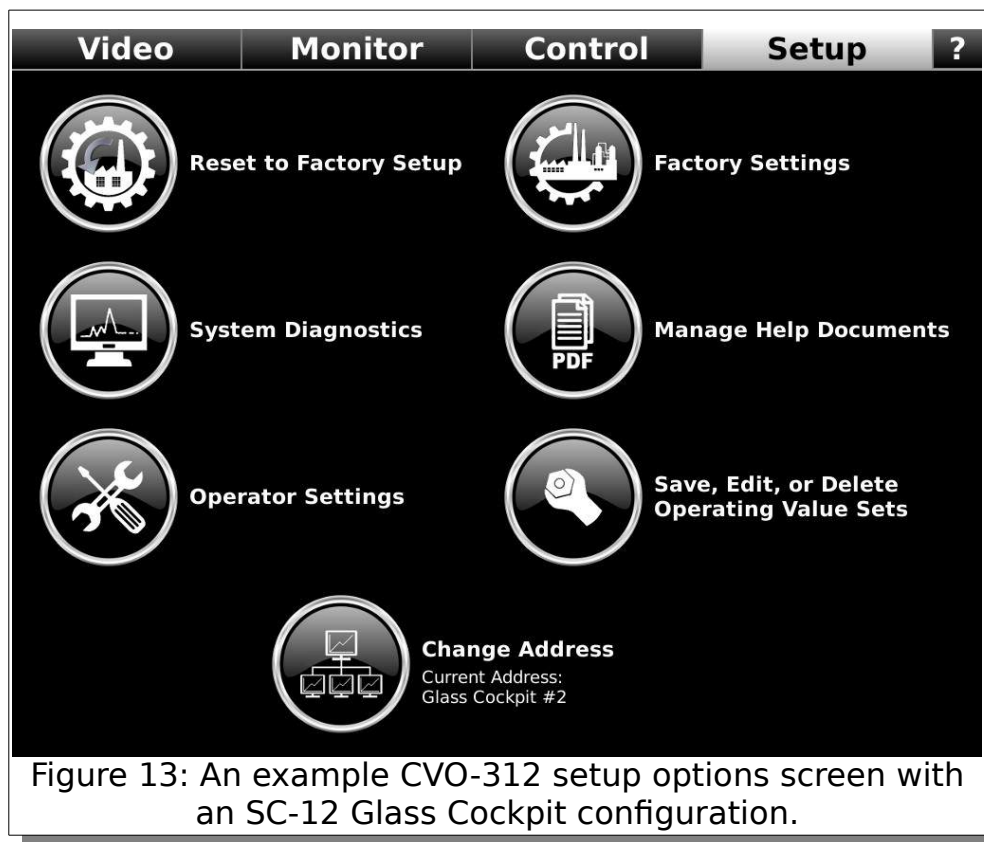 Video Monitor Control Setup ?
Reset to Factory Setup
Factory Settings
System Diagnostics
Manage Help Documents
PDF
Operator Settings
Save, Edit, or Delete
Operating Value Sets
Change Address
Current Address:
Glass Cockpit #2
Figure 13: An example CVO-312 setup options screen with
an SC-12 Glass Cockpit configuration.